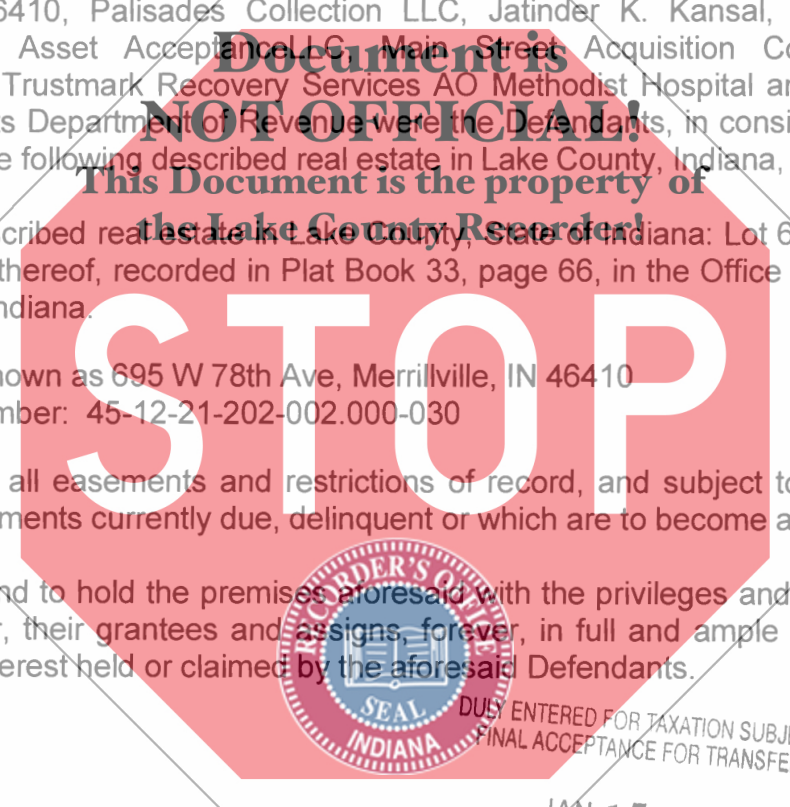 6410, Palisades Collection LLC, Jatinder K. Kansal,
Document is
Asset Acceptance LLC, Main Street Acquisition Co
Trustmark Recovery Services AO Methodist Hospital an
NOT OFFICIAL!
s Department of Revenue were the Defendants, in consi
e following described real estate in Lake County, Indiana,
This Document is the property of
the Lake County Recorder!
cribed real estate in Lake County, State of Indiana: Lot 6
thereof, recorded in Plat Book 33, page 66, in the Office
ndiana.
STOP
nown as 695 W 78th Ave, Merrillville, IN 46410
mber: 45-12-21-202-002.000-030
all easements and restrictions of record, and subject to
ments currently due, delinquent or which are to become a
nd to hold the premises aforesaid with the privileges and
r, their grantees and assigns, forever, in full and ample
erest held or claimed by the aforesaid Defendants.
RECORDER'S OFFICE
SEAL
INDIANA
DULY ENTERED FOR TAXATION SUBJE
FINAL ACCEPTANCE FOR TRANSFE